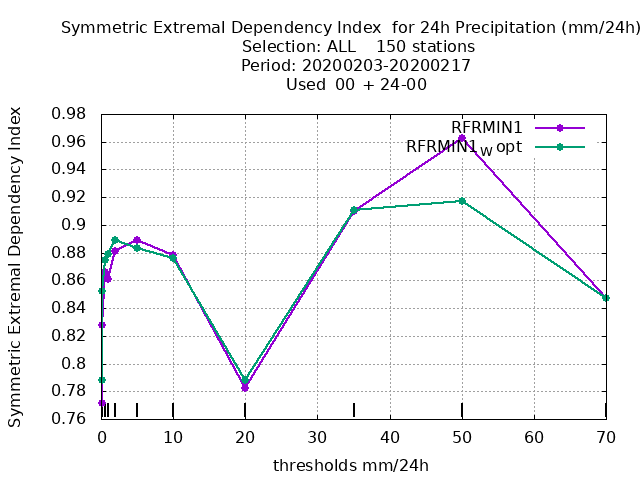 Symmetric Extremal Dependency Index for 24h Precipitation (mm/24h)
Selection: ALL 150 stations
Period: 20200203-20200217
Used 00 + 24-00
RFRMIN1
RFRMIN1w opt
Symmetric Extremal Dependency Index
0.98
0.96
0.94
0.92
0.9
0.88
0.86
0.84
0.82
0.8
0.78
0.76
0 10 20 30 40 50 60 70
thresholds mm/24h